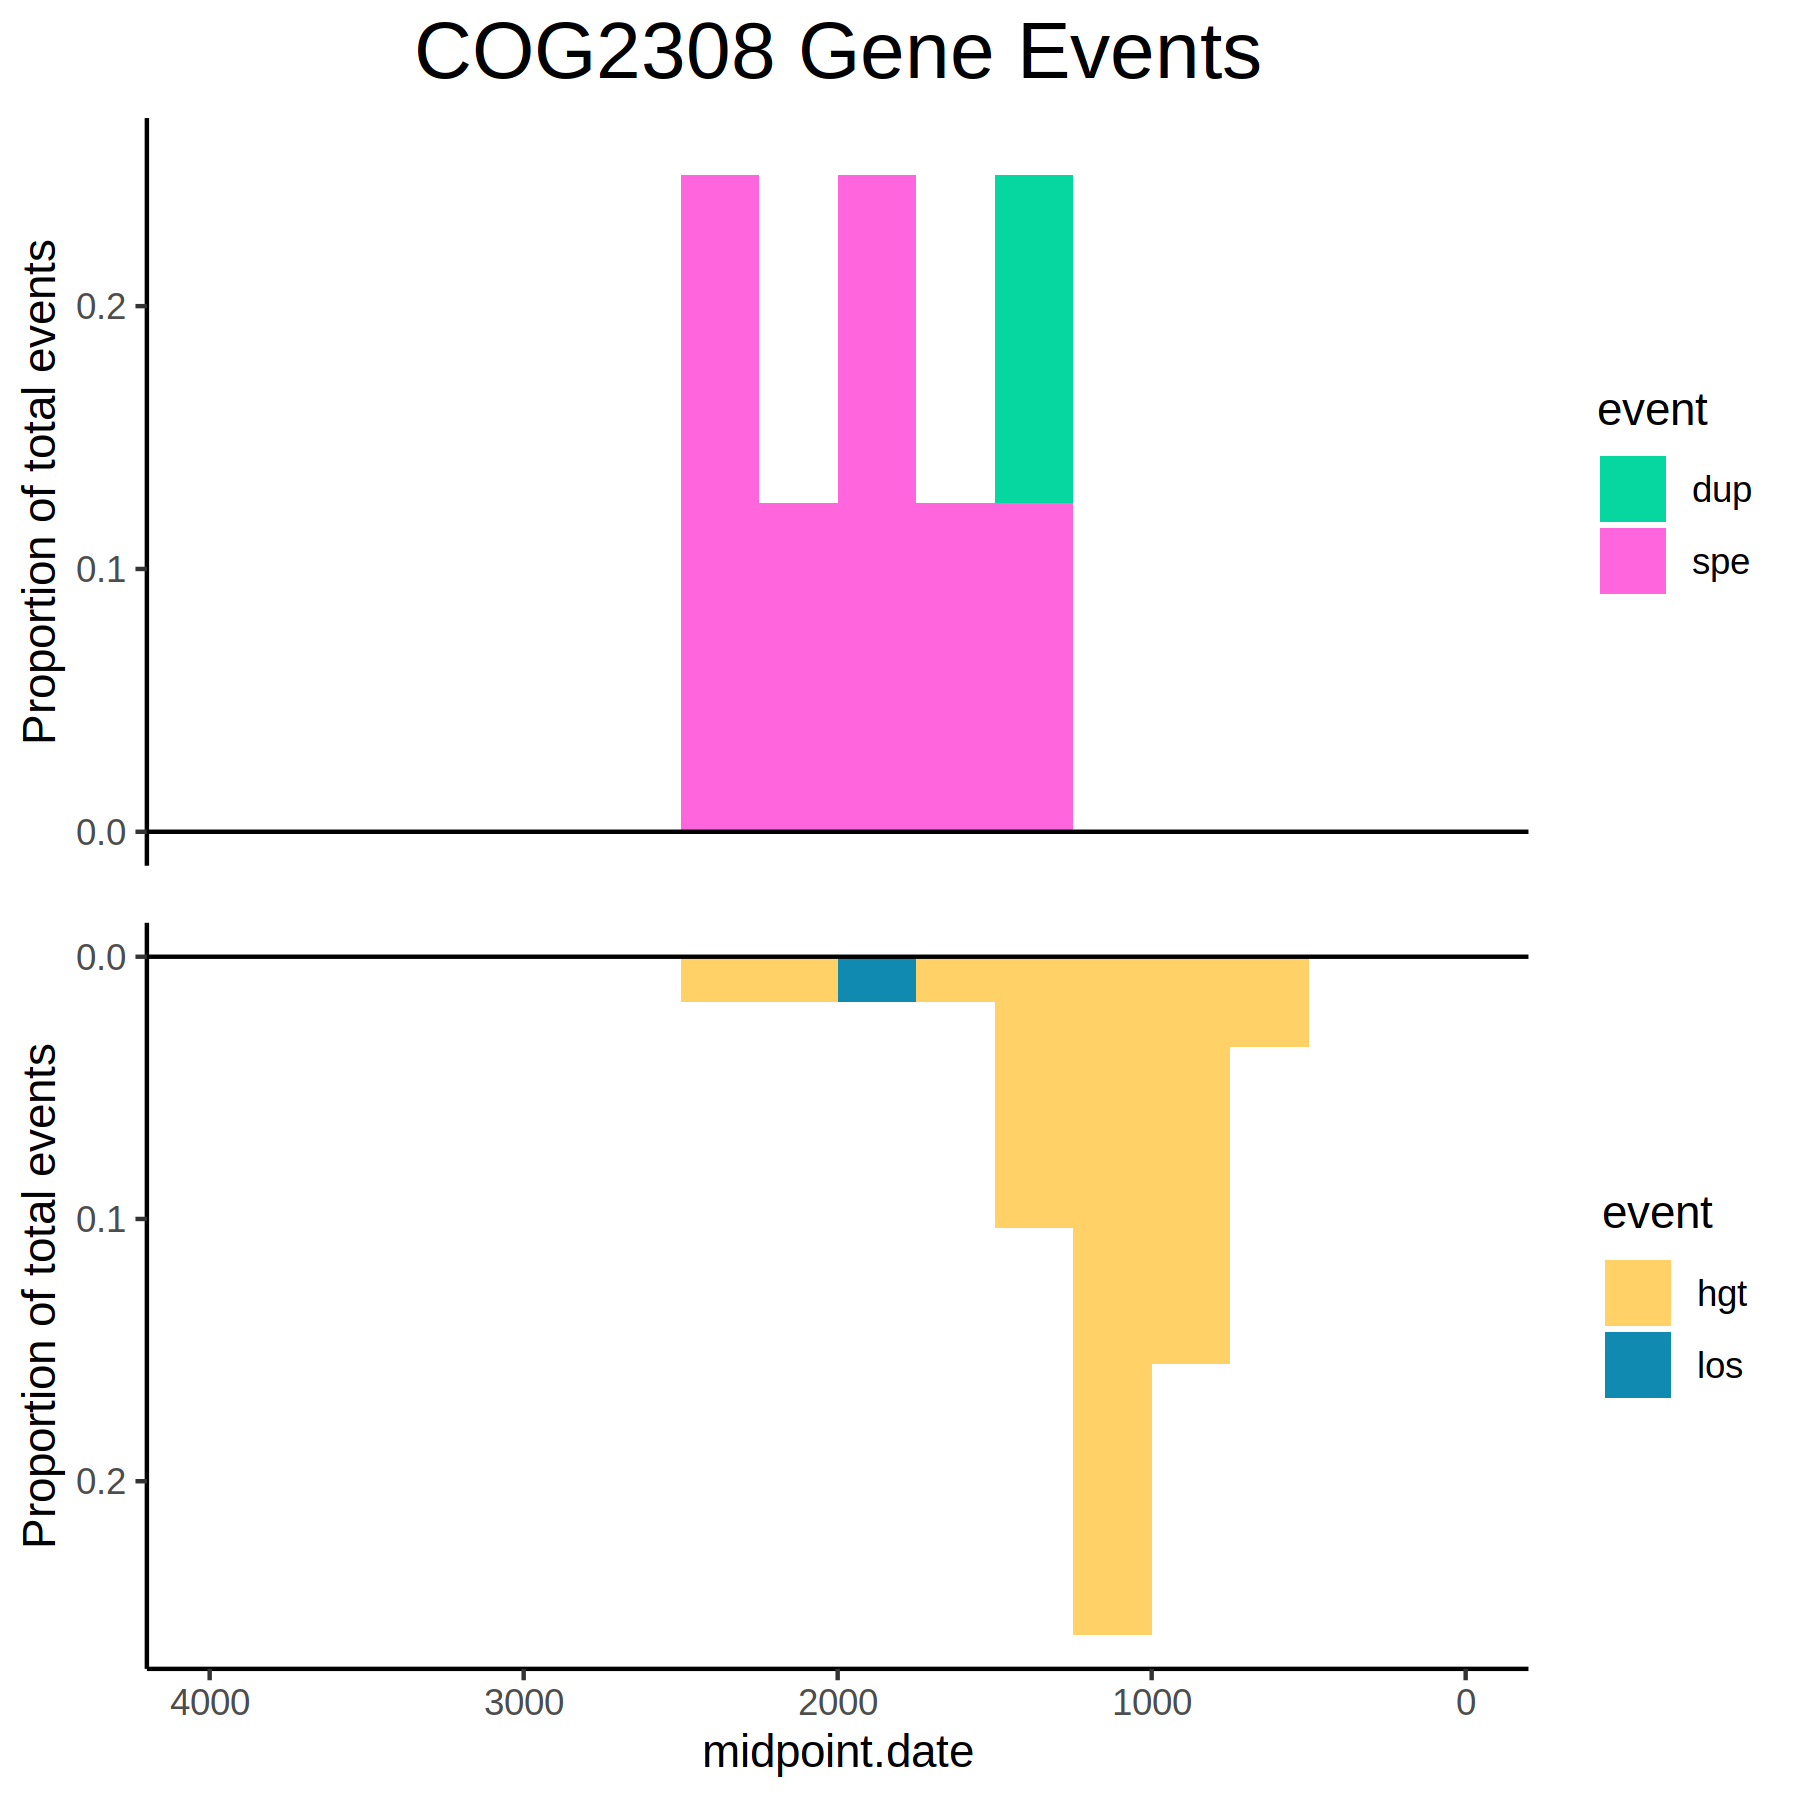 COG2308 Gene Events
Proportion of total events
0.2
0.1
0.0
event
dup
spe
Proportion of total events
0.0
0.1
0.2
event
hgt
los
4000 3000 2000 1000 0
midpoint.date